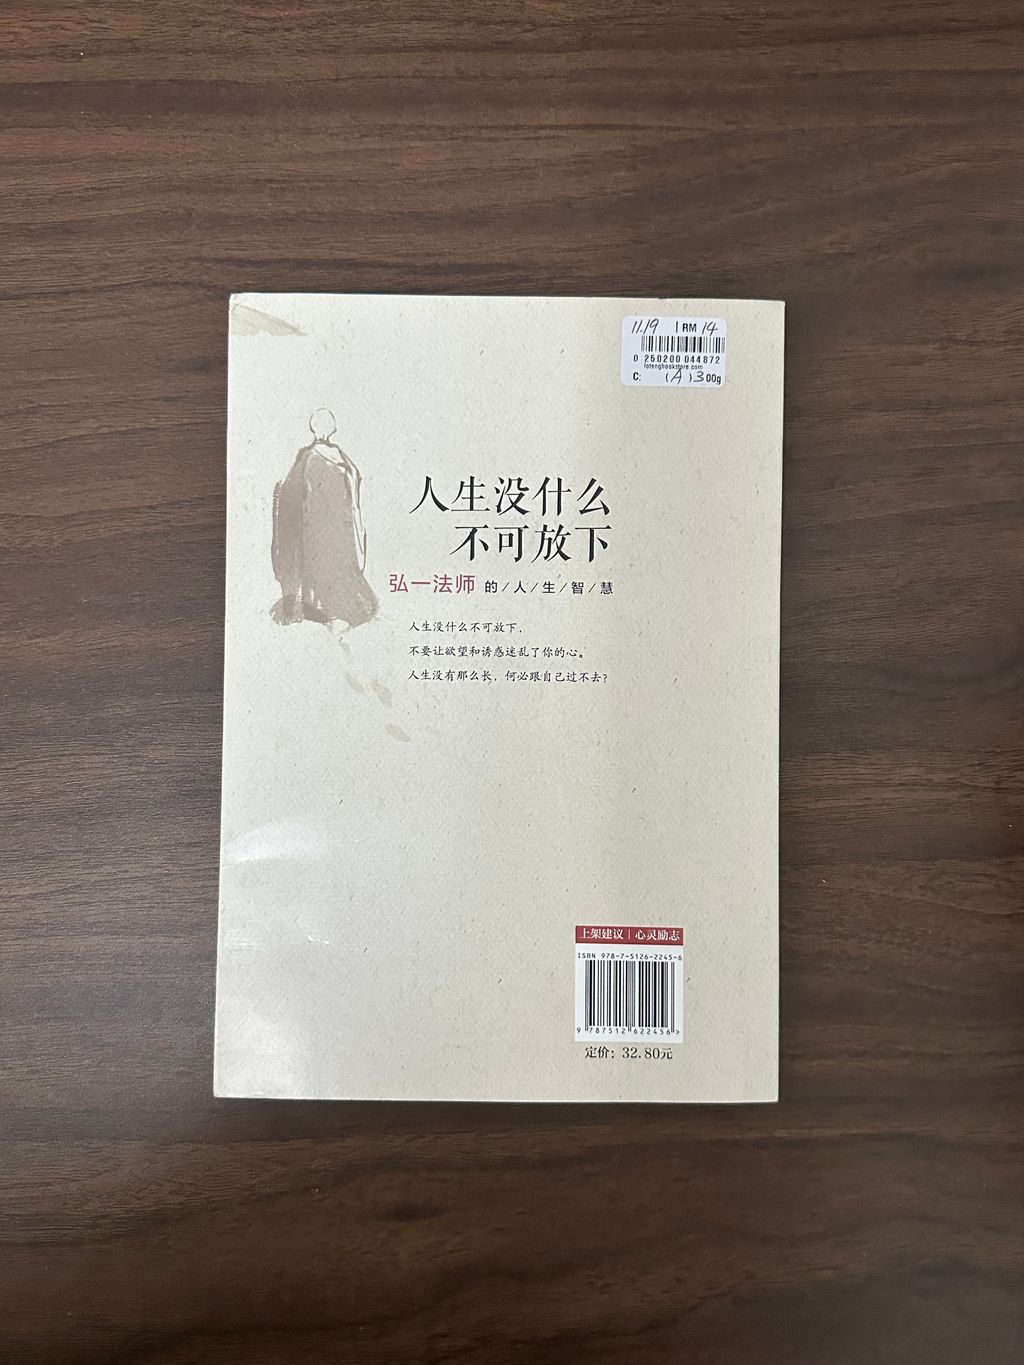 11.19 RM 14
0 250200 044872
lotengbookstore.com
C: (A) 300g
人生没什么
不可放下
弘一法师 的/人/生/智/慧
人生没什么不可放下，
不要让欲望和诱惑迷乱了你的心。
人生没有那么长，何必跟自己过不去？
上架建议｜心灵励志
ISBN 978-7-5126-2245-6
9 787512 622456 >
定价：32.80元